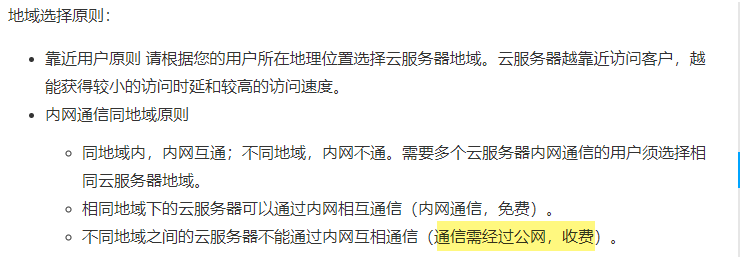 地域选择原则：
靠近用户原则 请根据您的用户所在地理位置选择云服务器地域。云服务器越靠近访问客户，越
能获得较小的访问时延和较高的访问速度。
内网通信同地域原则
同地域内，内网互通；不同地域，内网不通。需要多个云服务器内网通信的用户须选择相
同云服务器地域。
相同地域下的云服务器可以通过内网相互通信（内网通信，免费）。
不同地域之间的云服务器不能通过内网互相通信（通信需经过公网，收费）。